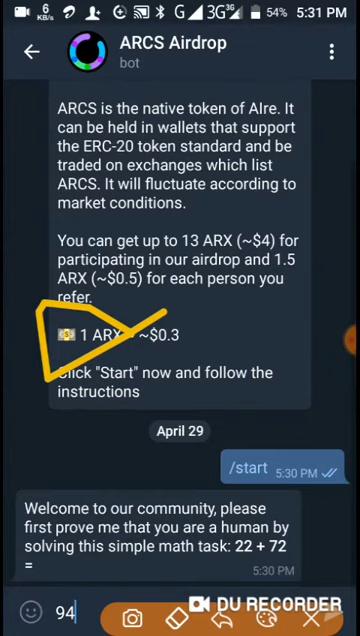 6 KB/s G 3G 3G 54% 5:31 PM
ARCS Airdrop
bot
ARCS is the native token of AIre. It
can be held in wallets that support
the ERC-20 token standard and be
traded on exchanges which list
ARCS. It will fluctuate according to
market conditions.
You can get up to 13 ARX (~$4) for
participating in our airdrop and 1.5
ARX (~$0.5) for each person you
refer.
1 ARX ~ ~$0.3
Click "Start" now and follow the
instructions
April 29
/start
5:30 PM
Welcome to our community, please
first prove me that you are a human by
solving this simple math task: 22 + 72
=
5:30 PM
94
DU RECORDER